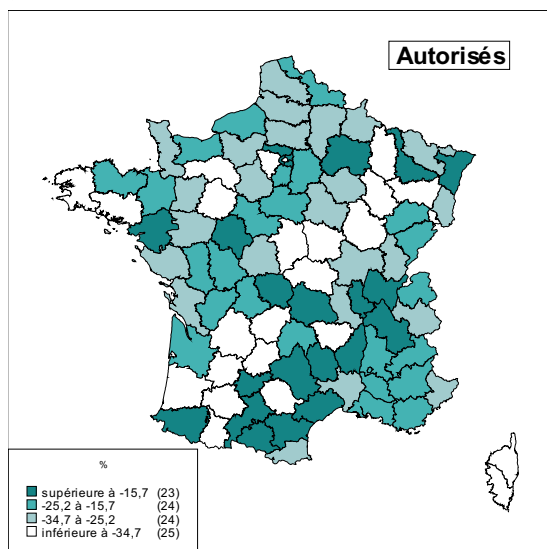 Autorisés
%
supérieure à -15,7 (23)
-25,2 à -15,7 (24)
-34,7 à -25,2 (24)
inférieure à -34,7 (25)